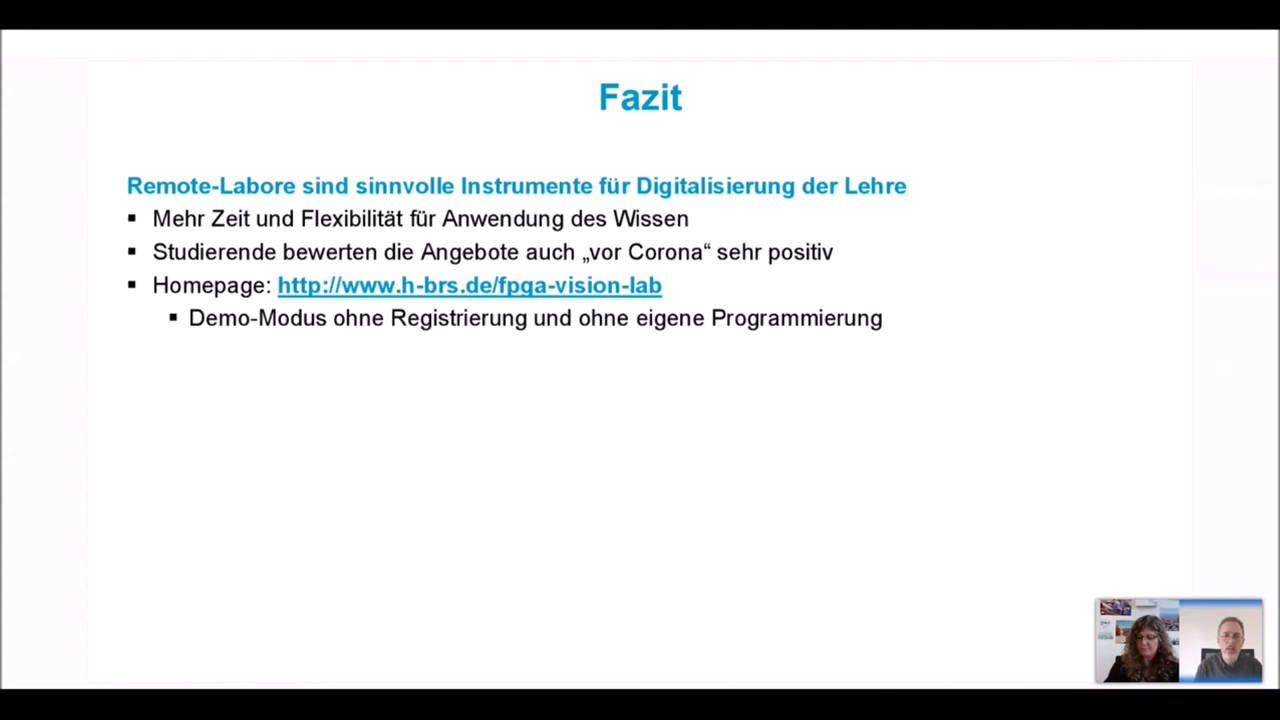 Fazit
Remote-Labore sind sinnvolle Instrumente für Digitalisierung der Lehre
▪ Mehr Zeit und Flexibilität für Anwendung des Wissen
▪ Studierende bewerten die Angebote auch „vor Corona“ sehr positiv
▪ Homepage: http://www.h-brs.de/fpga-vision-lab
▪ Demo-Modus ohne Registrierung und ohne eigene Programmierung